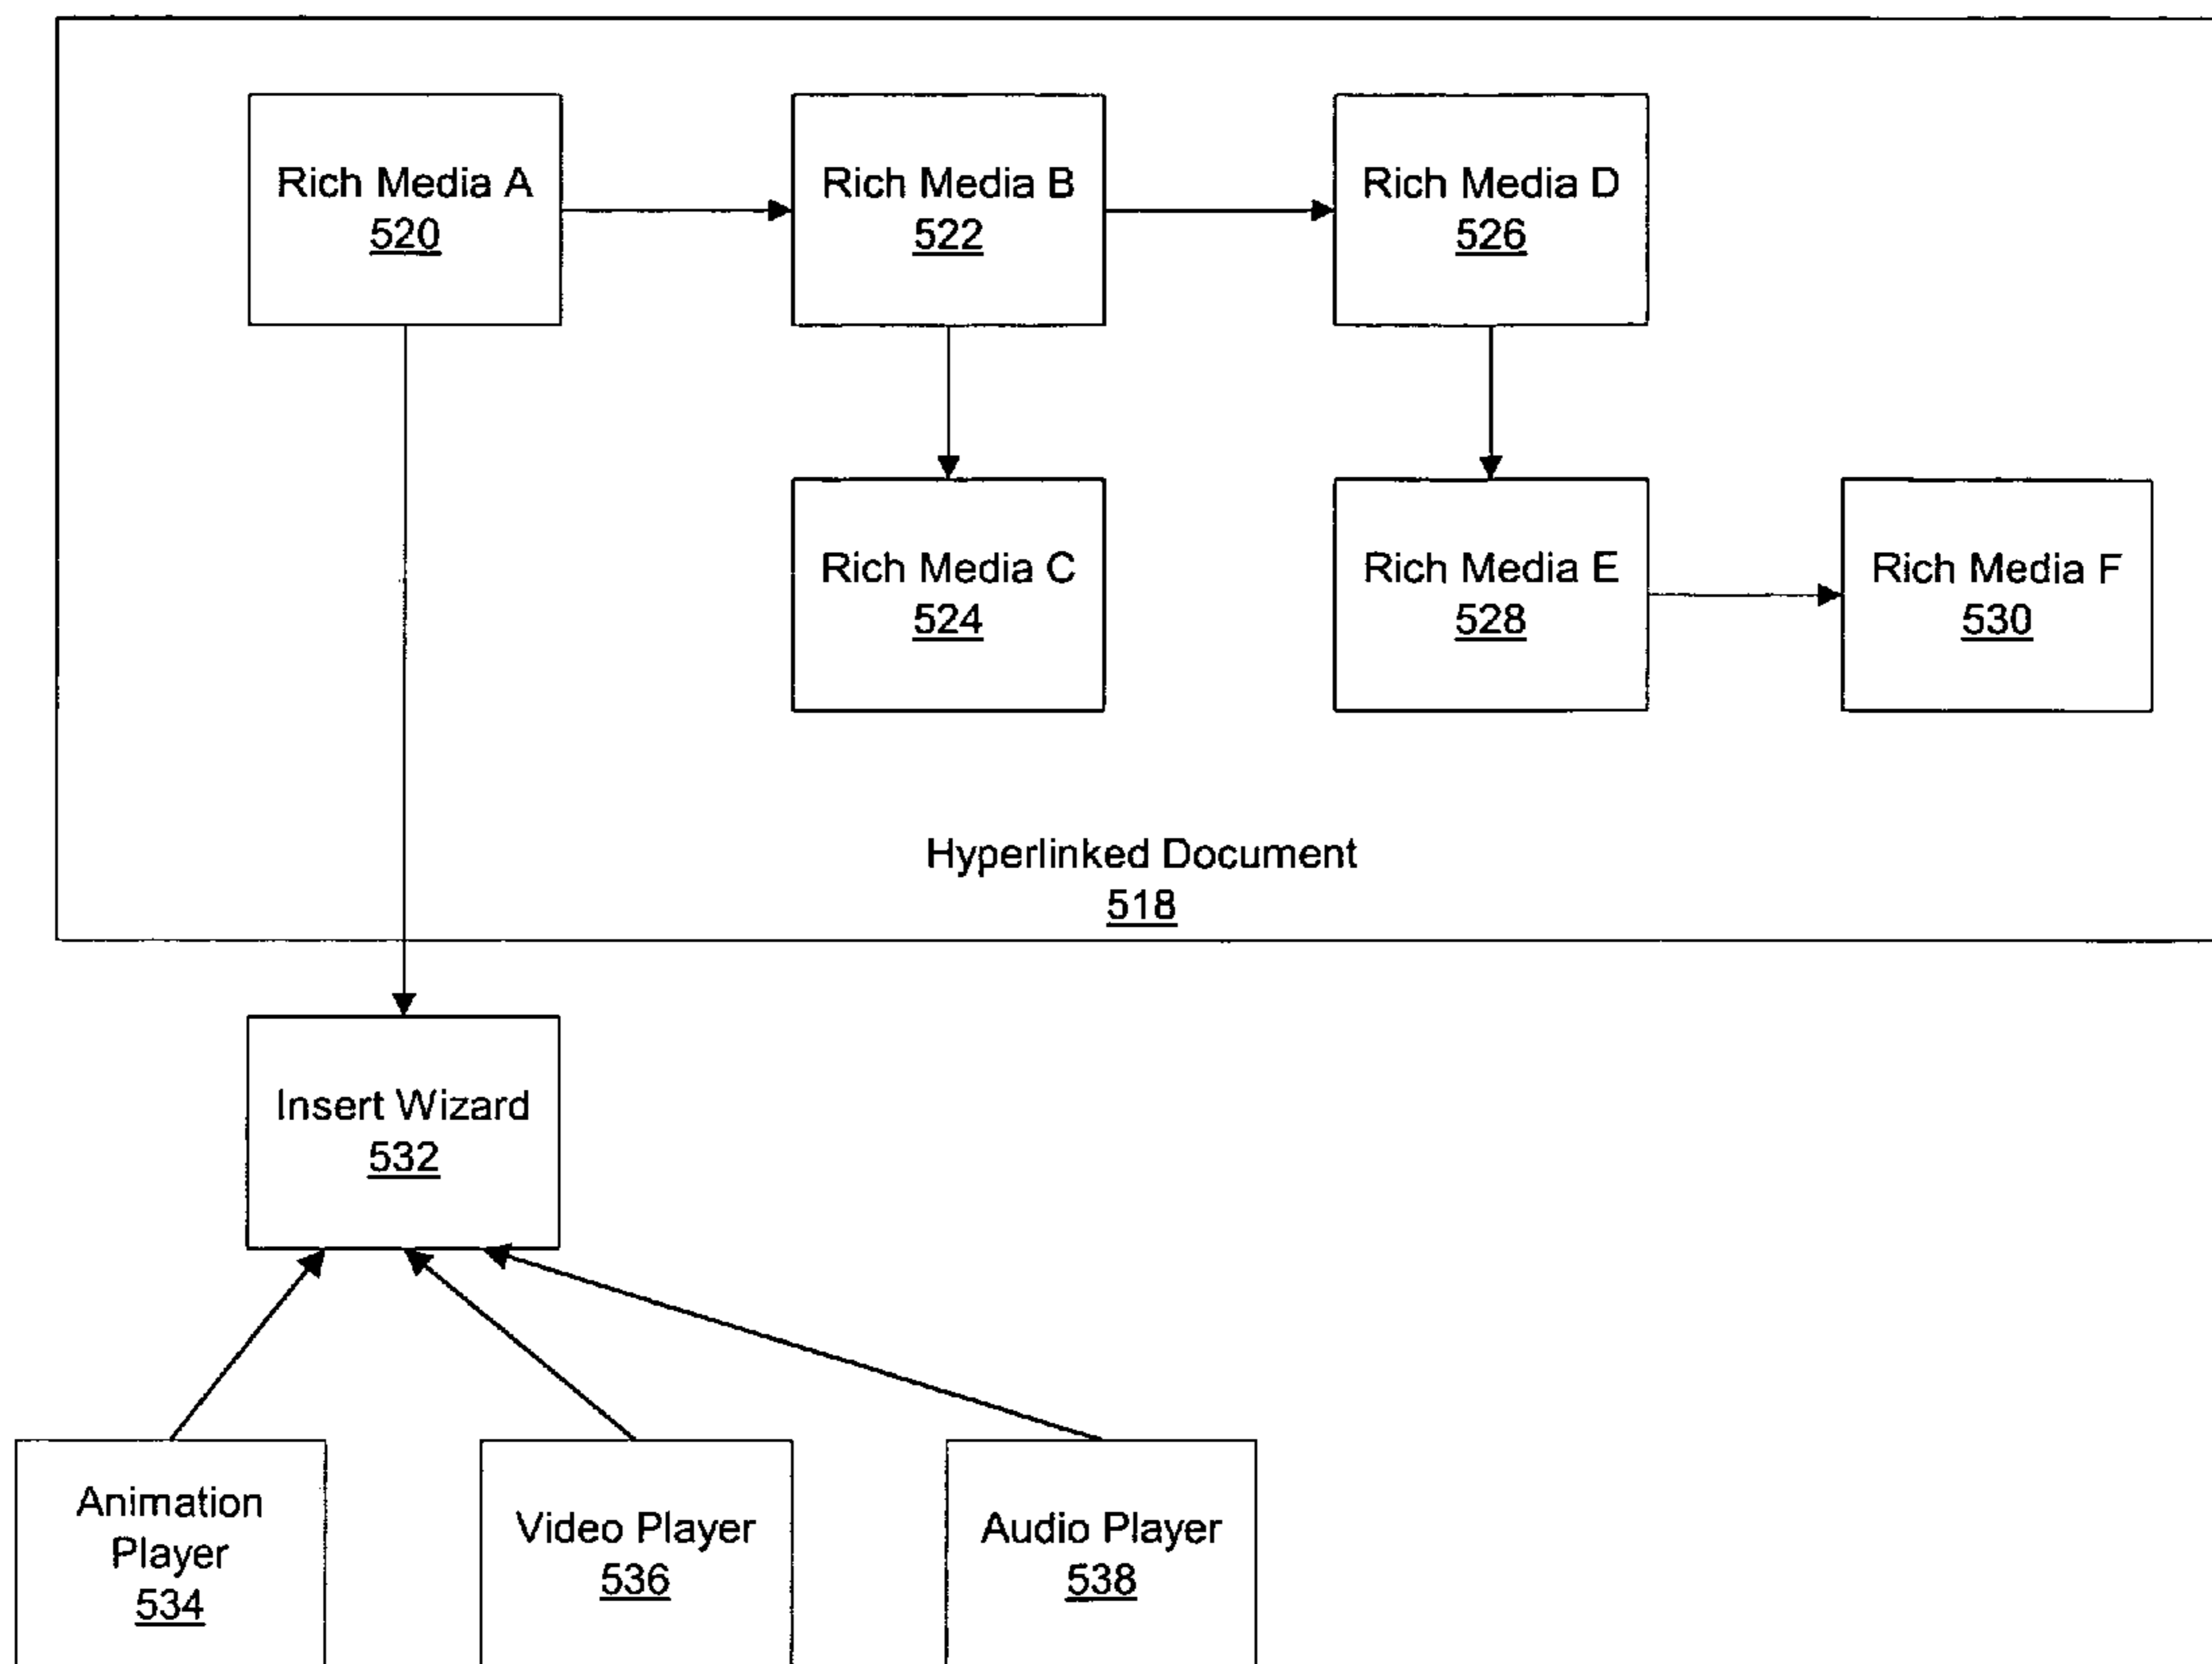 Rich Media A
520
Rich Media B
522
Rich Media D
526
Rich Media C
524
Rich Media E
528
Rich Media F
530
Hyperlinked Document
518
Insert Wizard
532
Animation
Player
534
Video Player
536
Audio Player
538